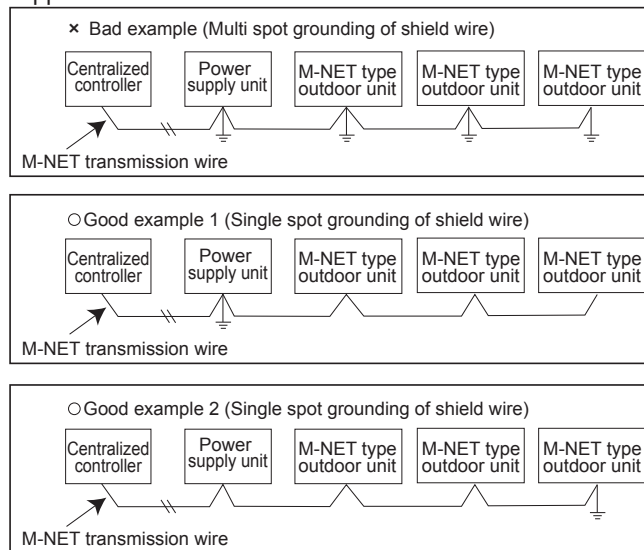 × Bad example (Multi spot grounding of shield wire)
Centralized controller
Power supply unit
M-NET type outdoor unit
M-NET type outdoor unit
M-NET type outdoor unit
M-NET transmission wire
○Good example 1 (Single spot grounding of shield wire)
Centralized controller
Power supply unit
M-NET type outdoor unit
M-NET type outdoor unit
M-NET type outdoor unit
M-NET transmission wire
○Good example 2 (Single spot grounding of shield wire)
Centralized controller
Power supply unit
M-NET type outdoor unit
M-NET type outdoor unit
M-NET type outdoor unit
M-NET transmission wire